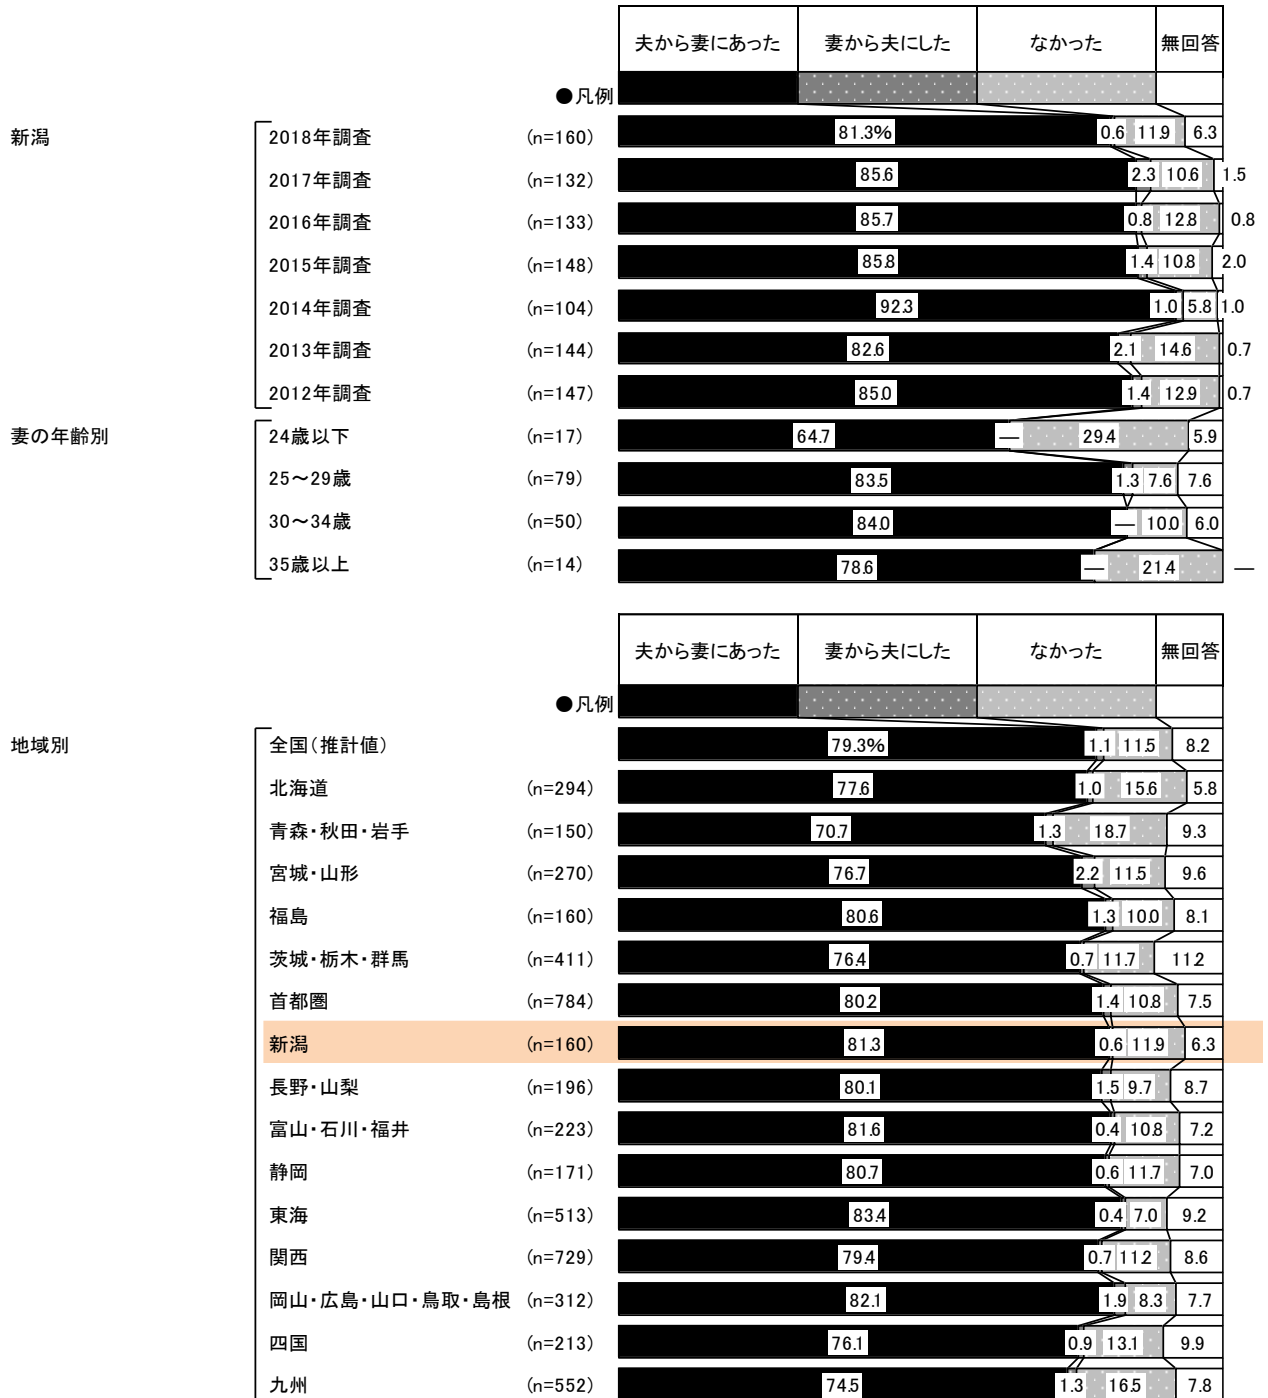 夫から妻にあった 妻から夫にした なかった 無回答
●凡例
新潟 2018年調査 (n=160) 81.3% 0.6 11.9 6.3
2017年調査 (n=132) 85.6 2.3 10.6 1.5
2016年調査 (n=133) 85.7 0.8 12.8 0.8
2015年調査 (n=148) 85.8 1.4 10.8 2.0
2014年調査 (n=104) 92.3 1.0 5.8 1.0
2013年調査 (n=144) 82.6 2.1 14.6 0.7
2012年調査 (n=147) 85.0 1.4 12.9 0.7
妻の年齢別 24歳以下 (n=17) 64.7 ― 29.4 5.9
25～29歳 (n=79) 83.5 1.3 7.6 7.6
30～34歳 (n=50) 84.0 ― 10.0 6.0
35歳以上 (n=14) 78.6 ― 21.4 ―
夫から妻にあった 妻から夫にした なかった 無回答
●凡例
地域別 全国(推計値) 79.3% 1.1 11.5 8.2
北海道 (n=294) 77.6 1.0 15.6 5.8
青森・秋田・岩手 (n=150) 70.7 1.3 18.7 9.3
宮城・山形 (n=270) 76.7 2.2 11.5 9.6
福島 (n=160) 80.6 1.3 10.0 8.1
茨城・栃木・群馬 (n=411) 76.4 0.7 11.7 11.2
首都圏 (n=784) 80.2 1.4 10.8 7.5
新潟 (n=160) 81.3 0.6 11.9 6.3
長野・山梨 (n=196) 80.1 1.5 9.7 8.7
富山・石川・福井 (n=223) 81.6 0.4 10.8 7.2
静岡 (n=171) 80.7 0.6 11.7 7.0
東海 (n=513) 83.4 0.4 7.0 9.2
関西 (n=729) 79.4 0.7 11.2 8.6
岡山・広島・山口・鳥取・島根 (n=312) 82.1 1.9 8.3 7.7
四国 (n=213) 76.1 0.9 13.1 9.9
九州 (n=552) 74.5 1.3 16.5 7.8